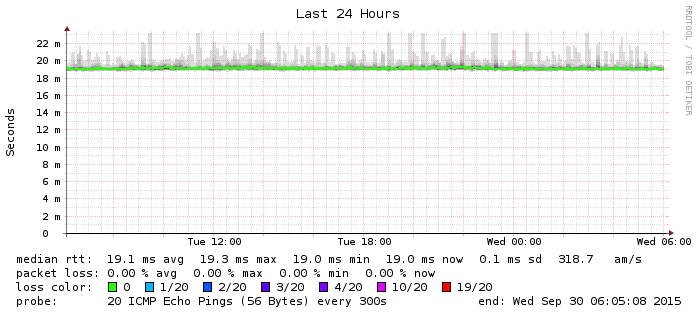 Last 24 Hours
RRDTOOL / TOBI OETIKER
Seconds
22 m
20 m
18 m
16 m
14 m
12 m
10 m
8 m
6 m
4 m
2 m
0
Tue 12:00 Tue 18:00 Wed 00:00 Wed 06:00
median rtt: 19.1 ms avg 19.3 ms max 19.0 ms min 19.0 ms now 0.1 ms sd 318.7 am/s
packet loss: 0.00 % avg 0.00 % max 0.00 % min 0.00 % now
loss color: 0 1/20 2/20 3/20 4/20 10/20 19/20
probe: 20 ICMP Echo Pings (56 Bytes) every 300s end: Wed Sep 30 06:05:08 2015